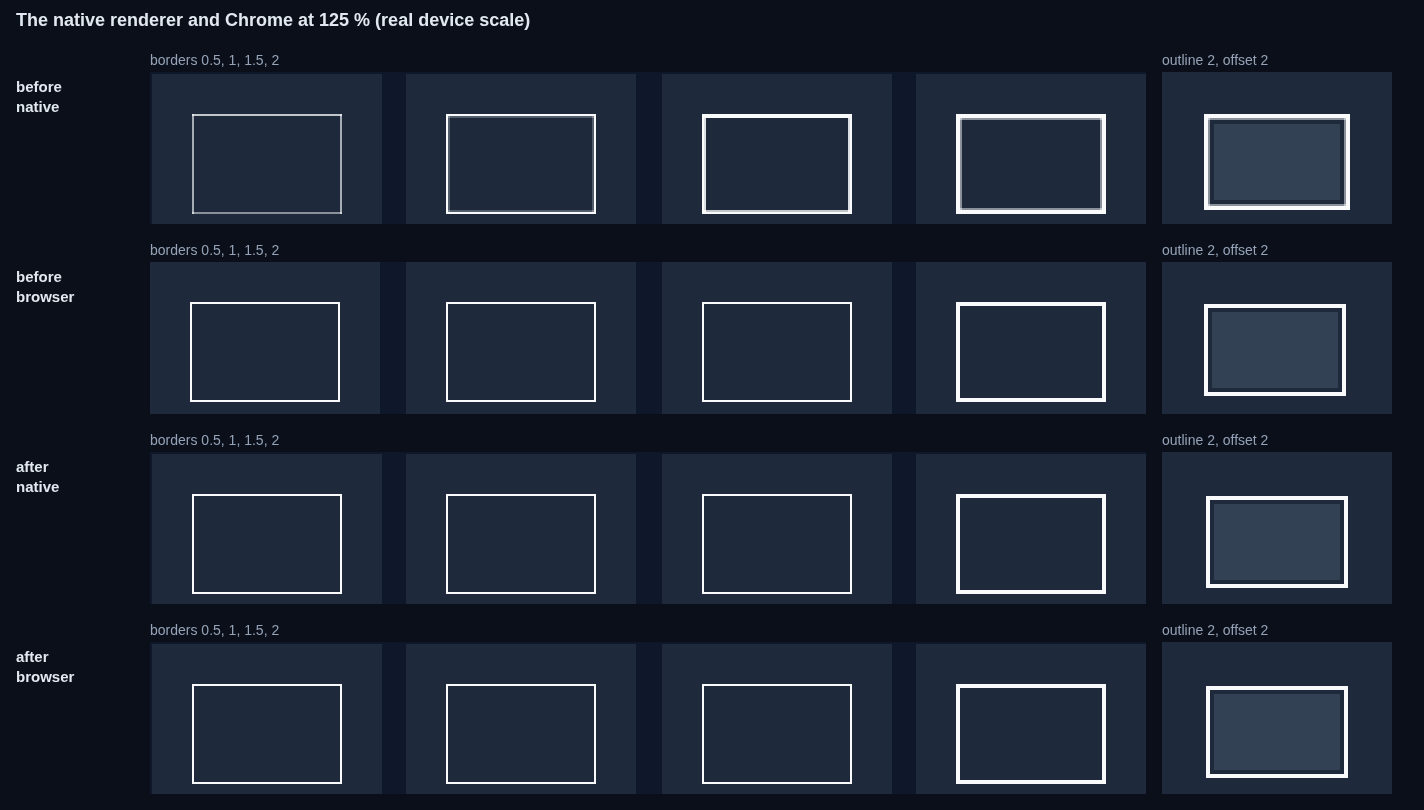 The native renderer and Chrome at 125 % (real device scale)
borders 0.5, 1, 1.5, 2
outline 2, offset 2
before
native
borders 0.5, 1, 1.5, 2
outline 2, offset 2
before
browser
borders 0.5, 1, 1.5, 2
outline 2, offset 2
after
native
borders 0.5, 1, 1.5, 2
outline 2, offset 2
after
browser